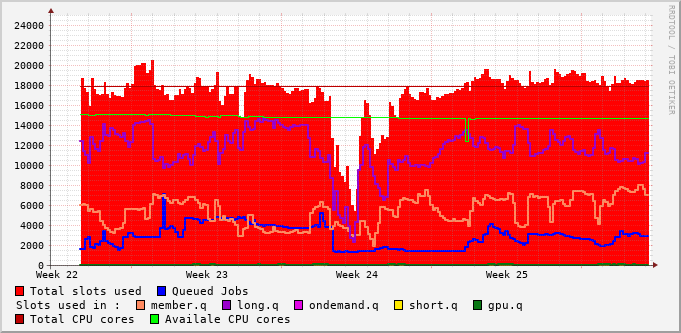 24000
22000
20000
18000
16000
14000
12000
10000
8000
6000
4000
2000
0
Week 22 Week 23 Week 24 Week 25
Total slots used Queued Jobs
Slots used in : member.q long.q ondemand.q short.q gpu.q
Total CPU cores Availale CPU cores
RRDTOOL / TOBI OETIKER